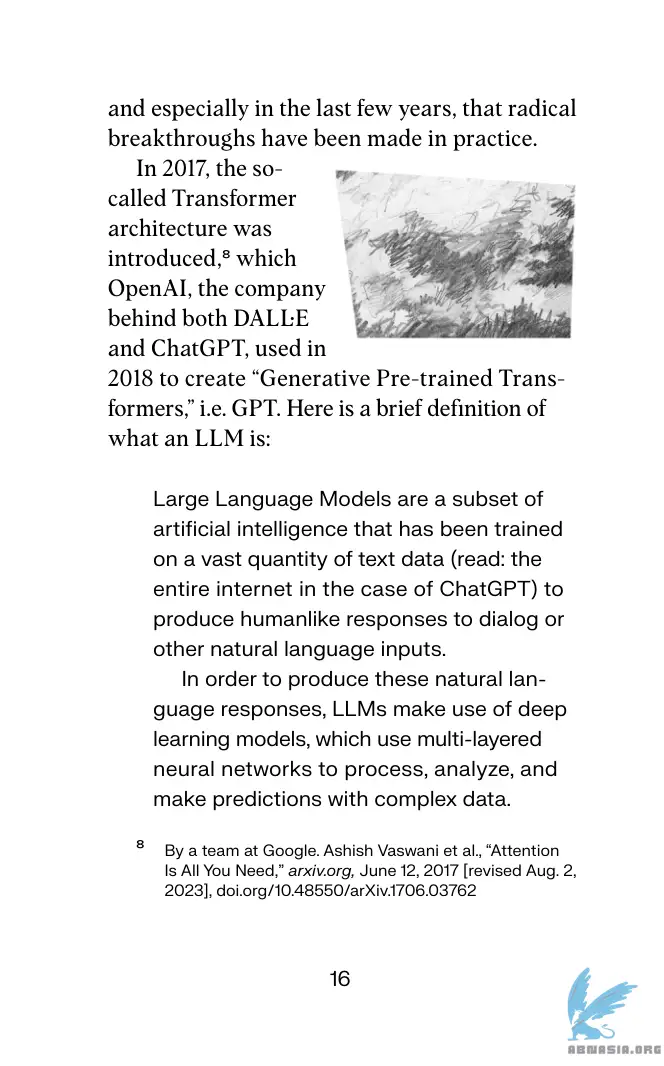 and especially in the last few years, that radical
breakthroughs have been made in practice.
In 2017, the so-
called Transformer
architecture was
introduced,⁸ which
OpenAI, the company
behind both DALL·E
and ChatGPT, used in
2018 to create “Generative Pre-trained Trans-
formers,” i.e. GPT. Here is a brief definition of
what an LLM is:
Large Language Models are a subset of
artificial intelligence that has been trained
on a vast quantity of text data (read: the
entire internet in the case of ChatGPT) to
produce humanlike responses to dialog or
other natural language inputs.
In order to produce these natural lan-
guage responses, LLMs make use of deep
learning models, which use multi-layered
neural networks to process, analyze, and
make predictions with complex data.
⁸ By a team at Google. Ashish Vaswani et al., “Attention
Is All You Need,” arxiv.org, June 12, 2017 [revised Aug. 2,
2023], doi.org/10.48550/arXiv.1706.03762
16
ABNASIA.ORG